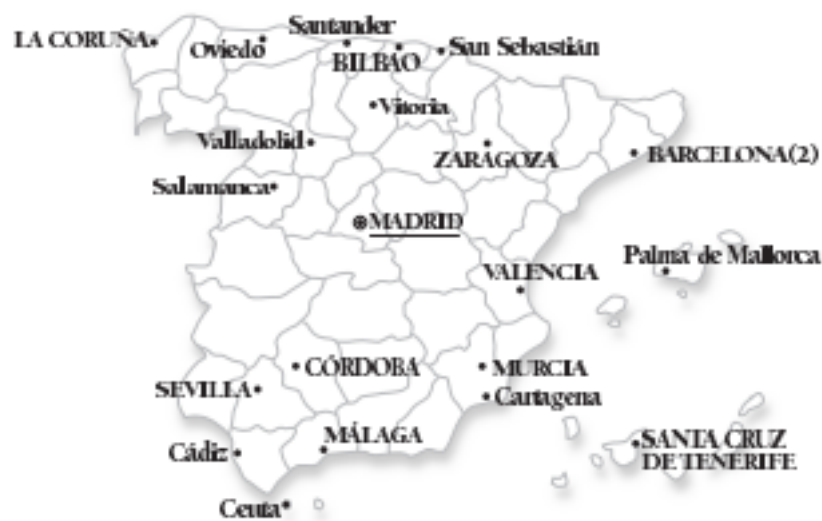 Santander
LA CORUÑA
Oviedo
BILBAO
San Sebastián
Vitoria
Valladolid
ZARAGOZA
BARCELONA(2)
Salamanca
MADRID
Palma de Mallorca
VALENCIA
CÓRDOBA
MURCIA
SEVILLA
Cartagena
MÁLAGA
Cádiz
SANTA CRUZ
DE TENERIFE
Ceuta